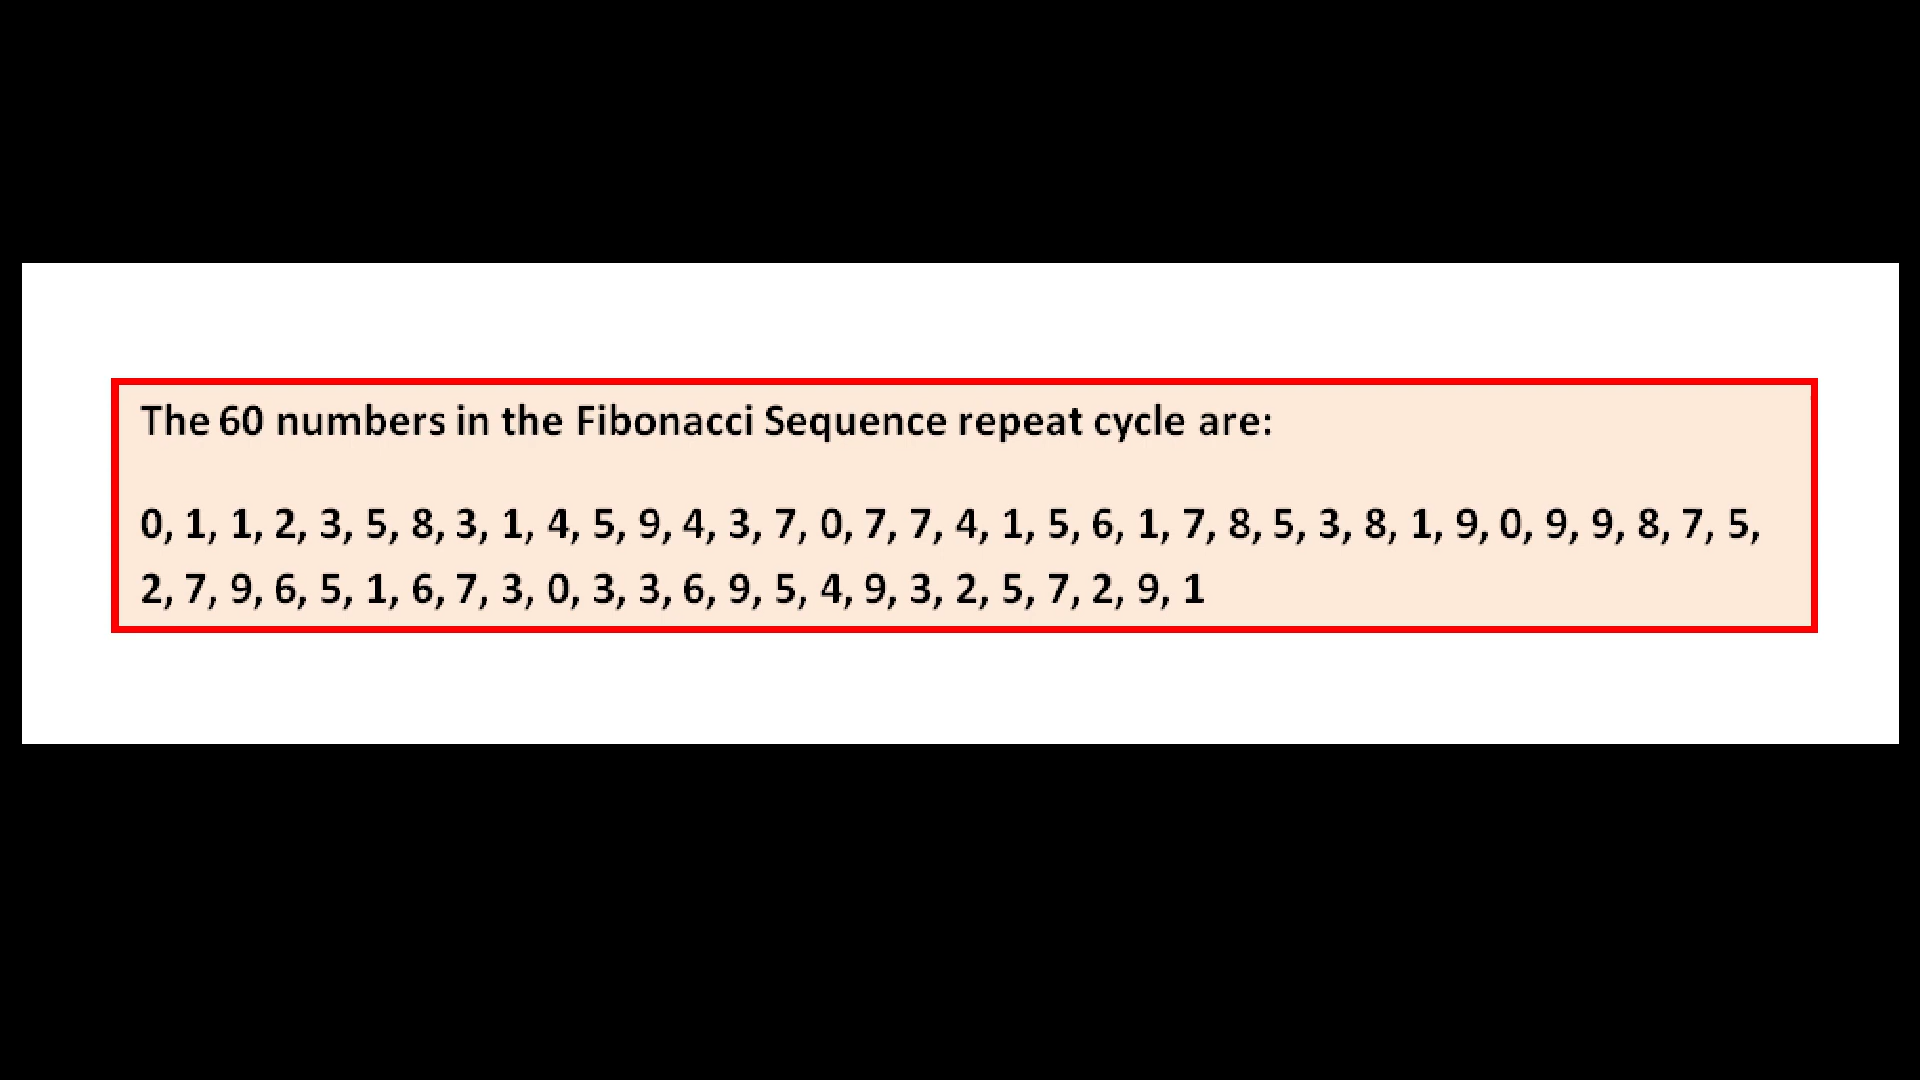 The 60 numbers in the Fibonacci Sequence repeat cycle are:
0, 1, 1, 2, 3, 5, 8, 3, 1, 4, 5, 9, 4, 3, 7, 0, 7, 7, 4, 1, 5, 6, 1, 7, 8, 5, 3, 8, 1, 9, 0, 9, 9, 8, 7, 5,
2, 7, 9, 6, 5, 1, 6, 7, 3, 0, 3, 3, 6, 9, 5, 4, 9, 3, 2, 5, 7, 2, 9, 1